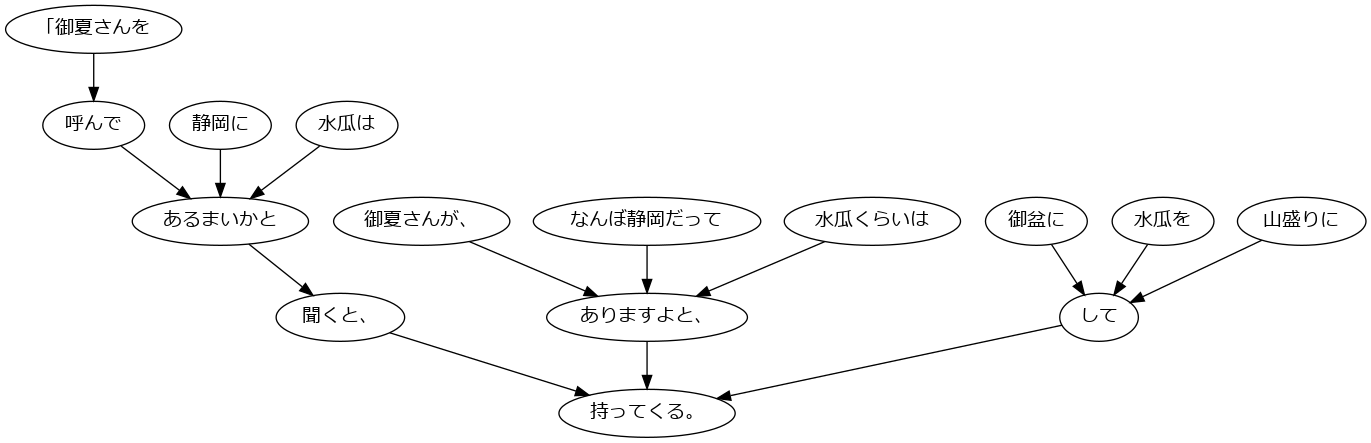 「御夏さんを
呼んで
静岡に
水瓜は
あるまいかと
御夏さんが、
なんぼ静岡だって
水瓜くらいは
御盆に
水瓜を
山盛りに
聞くと、
ありますよと、
して
持ってくる。